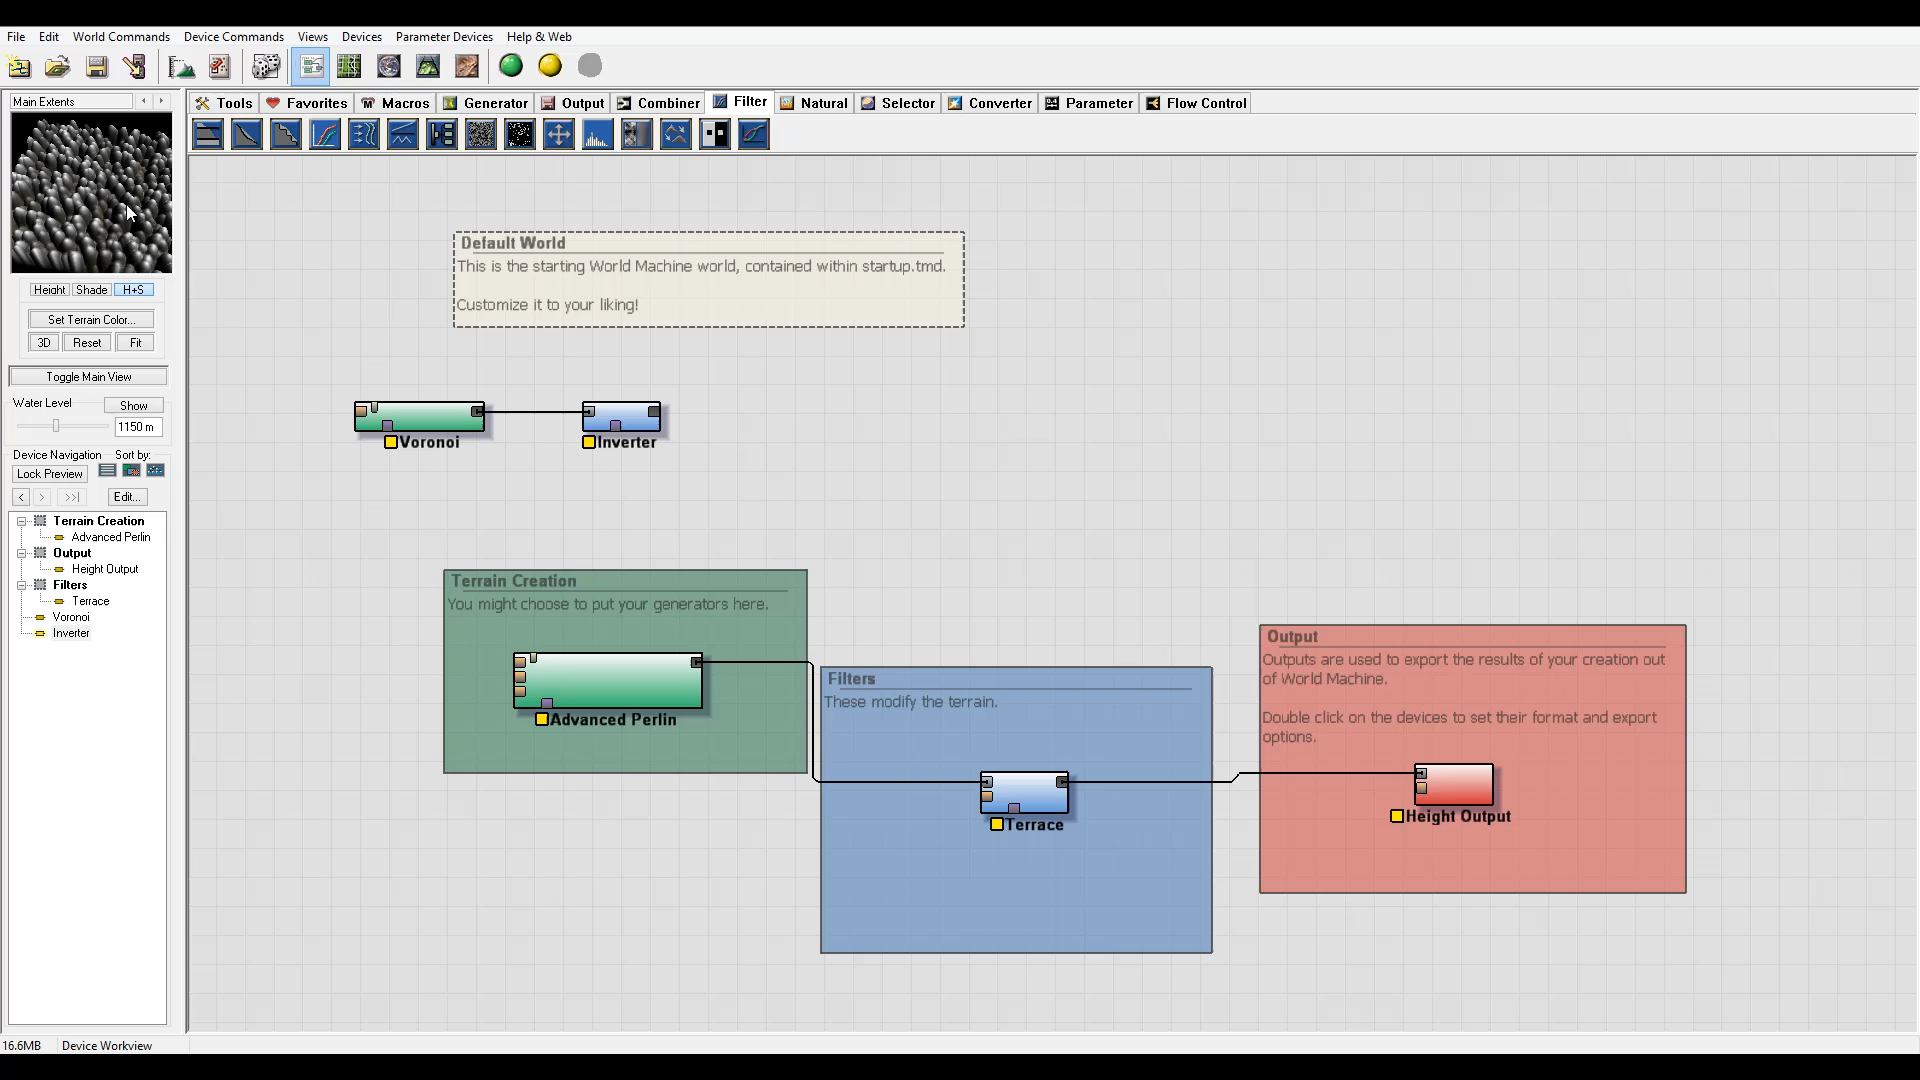 File Edit World Commands Device Commands Views Devices Parameter Devices Help & Web
Main Extents
Tools Favorites Macros Generator Output Combiner Filter Natural Selector Converter Parameter Flow Control
Height Shade H+S
Set Terrain Color...
3D Reset Fit
Toggle Main View
Water Level Show
1150 m
Device Navigation Sort by:
Lock Preview
< > >>| Edit...
Terrain Creation
Advanced Perlin
Output
Height Output
Filters
Terrace
Voronoi
Inverter
Default World
This is the starting World Machine world, contained within startup.tmd.
Customize it to your liking!
Voronoi
Inverter
Terrain Creation
You might choose to put your generators here.
Advanced Perlin
Filters
These modify the terrain.
Terrace
Output
Outputs are used to export the results of your creation out
of World Machine.
Double click on the devices to set their format and export
options.
Height Output
16.6MB Device Workview